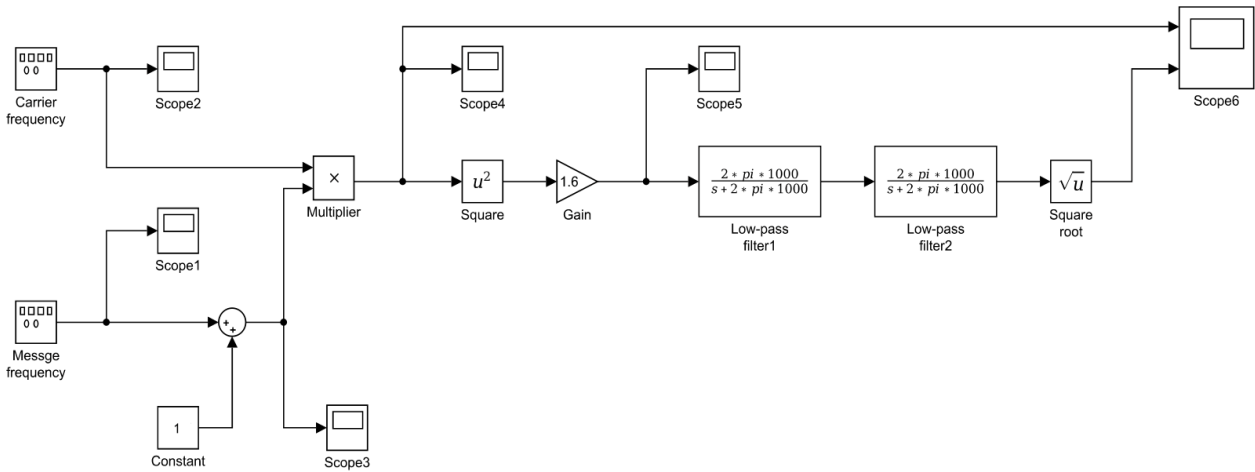 Carrier
frequency
Scope2
Scope4
Scope5
Scope6
×
Multiplier
u²
Square
1.6
Gain
2 * pi * 1000
s + 2 * pi * 1000
Low-pass
filter1
2 * pi * 1000
s + 2 * pi * 1000
Low-pass
filter2
√u
Square
root
Scope1
Messge
frequency
+
+
1
Constant
Scope3